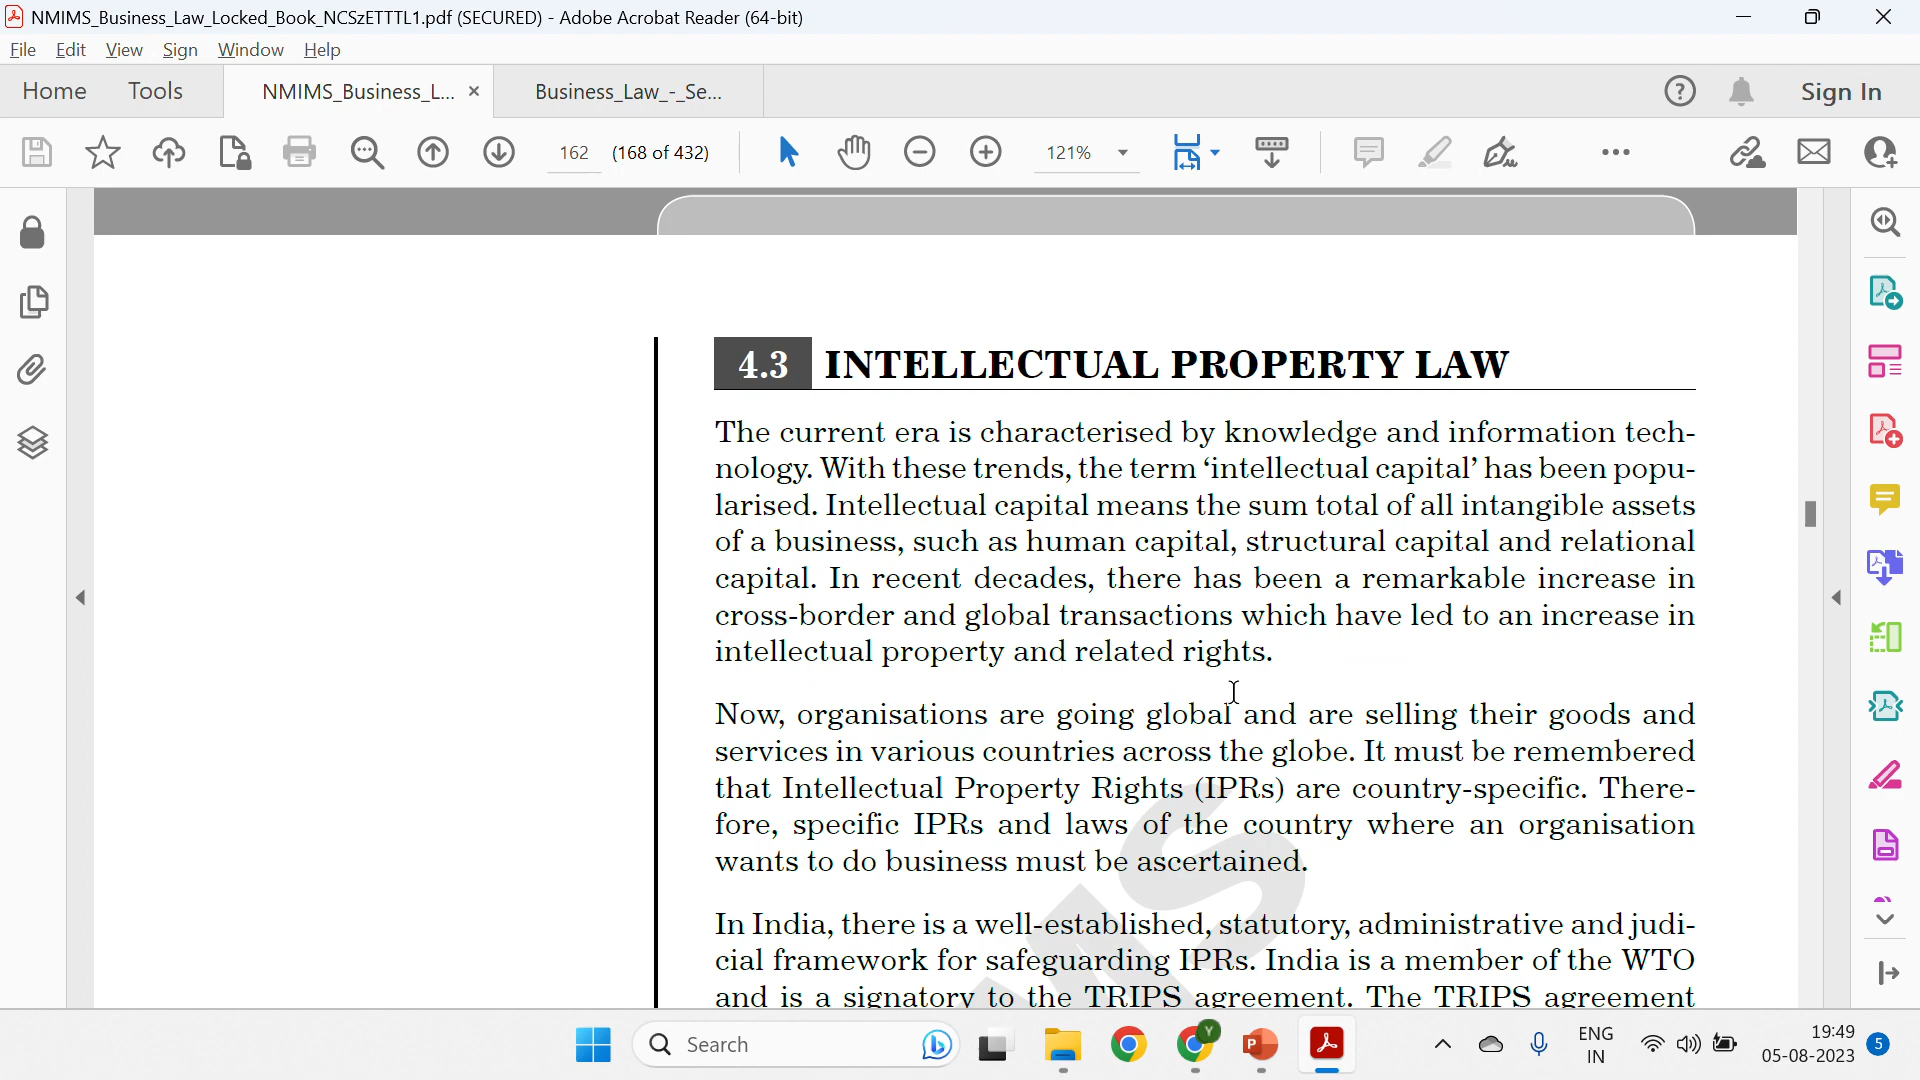 NMIMS_Business_Law_Locked_Book_NCSzETTTL1.pdf (SECURED) - Adobe Acrobat Reader (64-bit)
File Edit View Sign Window Help
Home Tools NMIMS_Business_L... × Business_Law_-_Se... Sign In
162 (168 of 432) 121%
4.3 INTELLECTUAL PROPERTY LAW
The current era is characterised by knowledge and information tech-
nology. With these trends, the term ‘intellectual capital’ has been popu-
larised. Intellectual capital means the sum total of all intangible assets
of a business, such as human capital, structural capital and relational
capital. In recent decades, there has been a remarkable increase in
cross-border and global transactions which have led to an increase in
intellectual property and related rights.
Now, organisations are going global and are selling their goods and
services in various countries across the globe. It must be remembered
that Intellectual Property Rights (IPRs) are country-specific. There-
fore, specific IPRs and laws of the country where an organisation
wants to do business must be ascertained.
In India, there is a well-established, statutory, administrative and judi-
cial framework for safeguarding IPRs. India is a member of the WTO
and is a signatory to the TRIPS agreement. The TRIPS agreement
Search
ENG
IN
19:49
05-08-2023
5